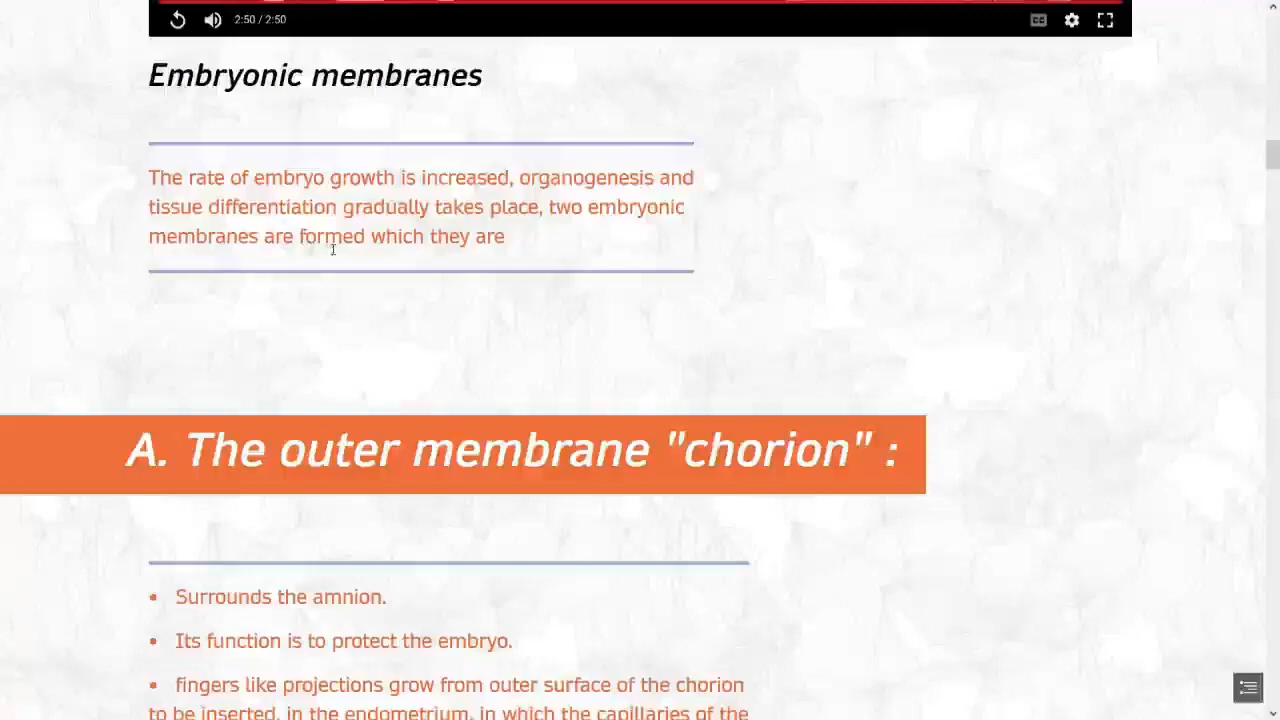 2:50 / 2:50
CC
Embryonic membranes
The rate of embryo growth is increased, organogenesis and
tissue differentiation gradually takes place, two embryonic
membranes are formed which they are
A. The outer membrane "chorion" :
• Surrounds the amnion.
• Its function is to protect the embryo.
• fingers like projections grow from outer surface of the chorion
to be inserted, in the endometrium, in which the capillaries of the